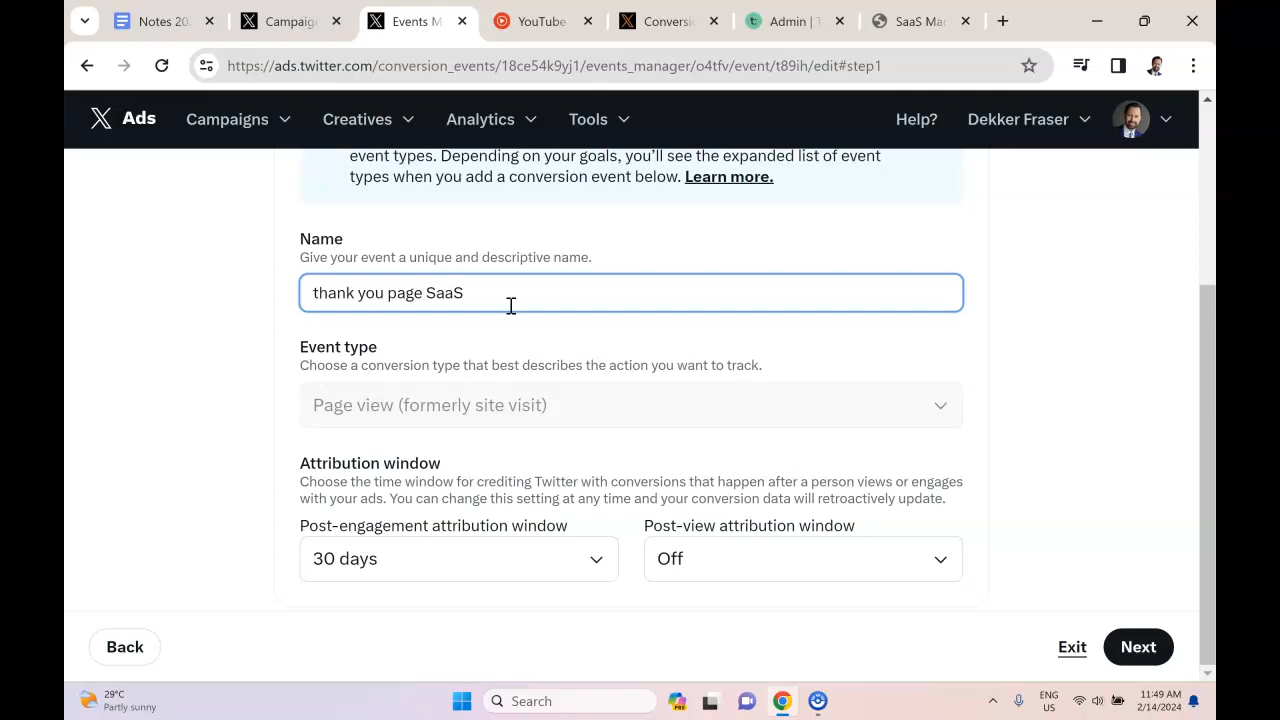 Notes 20
Campaig
Events M
YouTube
Conversi
Admin |
SaaS Mar
https://ads.twitter.com/conversion_events/18ce54k9yj1/events_manager/o4tfv/event/t89ih/edit#step1
Ads
Campaigns
Creatives
Analytics
Tools
Help?
Dekker Fraser
event types. Depending on your goals, you’ll see the expanded list of event
types when you add a conversion event below. Learn more.
Name
Give your event a unique and descriptive name.
thank you page SaaS
Event type
Choose a conversion type that best describes the action you want to track.
Page view (formerly site visit)
Attribution window
Choose the time window for crediting Twitter with conversions that happen after a person views or engages
with your ads. You can change this setting at any time and your conversion data will retroactively update.
Post-engagement attribution window
Post-view attribution window
30 days
Off
Back
Exit
Next
29°C
Partly sunny
Search
ENG
US
11:49 AM
2/14/2024